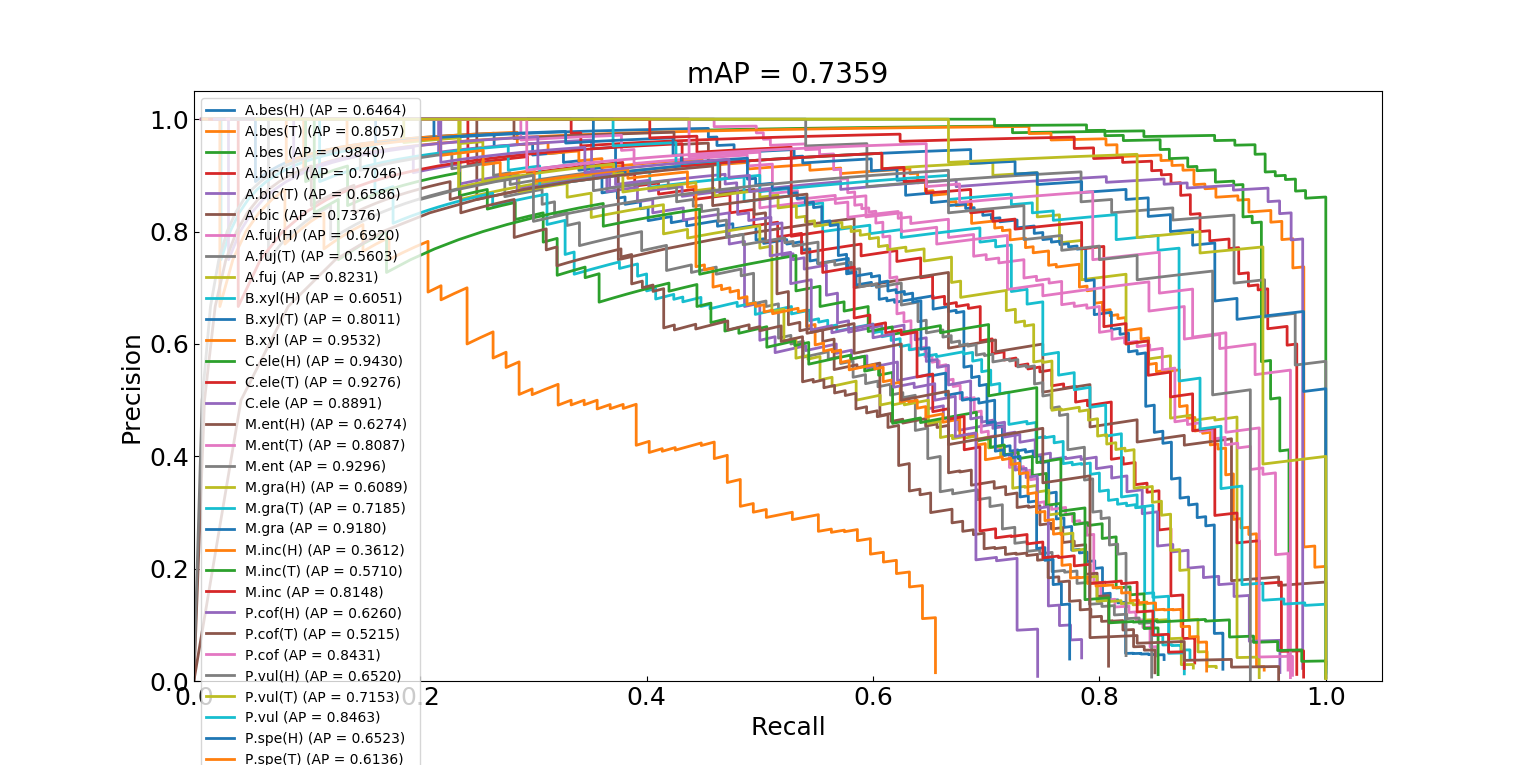 mAP = 0.7359
A.bes(H) (AP = 0.6464)
A.bes(T) (AP = 0.8057)
A.bes (AP = 0.9840)
A.bic(H) (AP = 0.7046)
A.bic(T) (AP = 0.6586)
A.bic (AP = 0.7376)
A.fuj(H) (AP = 0.6920)
A.fuj(T) (AP = 0.5603)
A.fuj (AP = 0.8231)
B.xyl(H) (AP = 0.6051)
B.xyl(T) (AP = 0.8011)
B.xyl (AP = 0.9532)
C.ele(H) (AP = 0.9430)
C.ele(T) (AP = 0.9276)
C.ele (AP = 0.8891)
M.ent(H) (AP = 0.6274)
M.ent(T) (AP = 0.8087)
M.ent (AP = 0.9296)
M.gra(H) (AP = 0.6089)
M.gra(T) (AP = 0.7185)
M.gra (AP = 0.9180)
M.inc(H) (AP = 0.3612)
M.inc(T) (AP = 0.5710)
M.inc (AP = 0.8148)
P.cof(H) (AP = 0.6260)
P.cof(T) (AP = 0.5215)
P.cof (AP = 0.8431)
P.vul(H) (AP = 0.6520)
P.vul(T) (AP = 0.7153)
P.vul (AP = 0.8463)
P.spe(H) (AP = 0.6523)
P.spe(T) (AP = 0.6136)
Precision
1.0
0.8
0.6
0.4
0.2
0.0
0.0 0.2 0.4 0.6 0.8 1.0
Recall